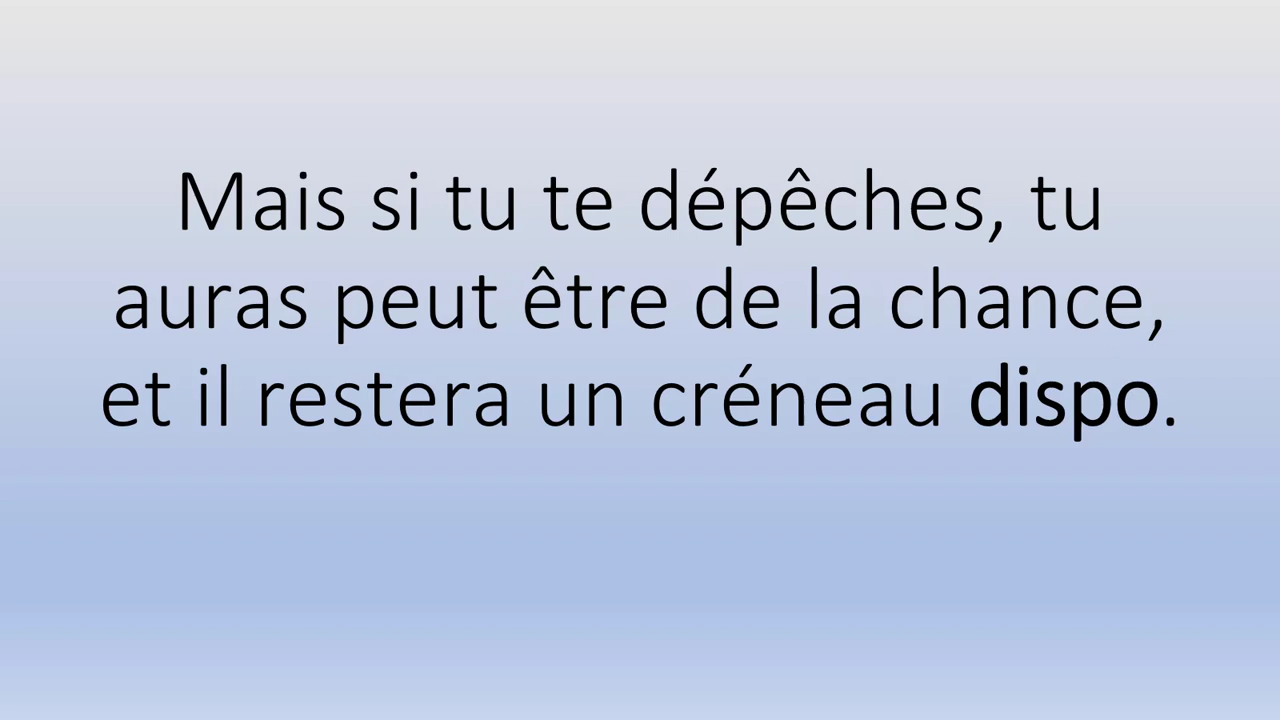 Mais si tu te dépêches, tu
auras peut être de la chance,
et il restera un créneau dispo.